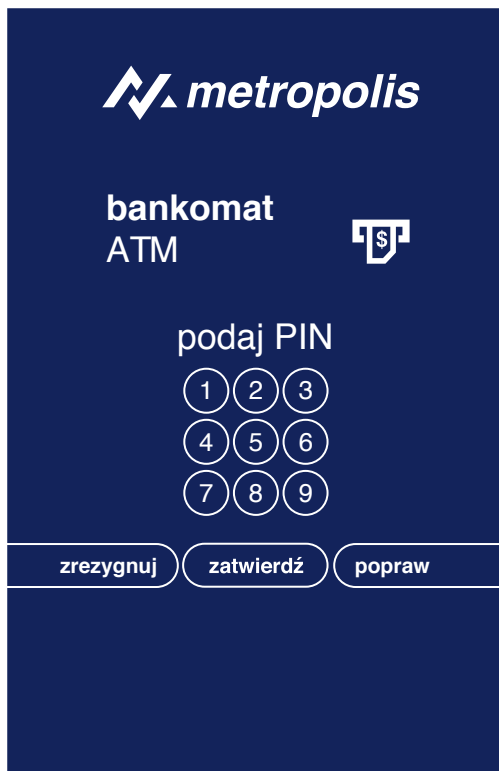 metropolis
bankomat
ATM
$
podaj PIN
1 2 3
4 5 6
7 8 9
zrezygnuj zatwierdź popraw